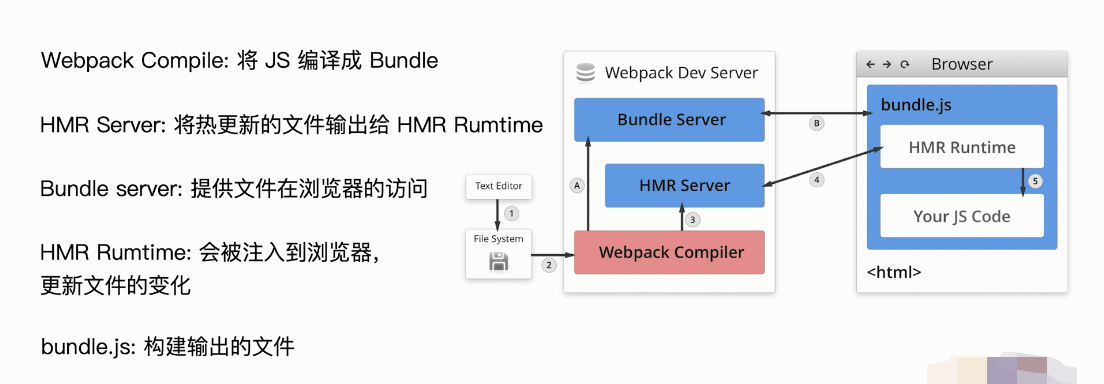 Webpack Compile: 将 JS 编译成 Bundle
HMR Server: 将热更新的文件输出给 HMR Rumtime
Bundle server: 提供文件在浏览器的访问
HMR Rumtime: 会被注入到浏览器,
更新文件的变化
bundle.js: 构建输出的文件
Text Editor
1
File System
2
Webpack Dev Server
Bundle Server
A
HMR Server
3
Webpack Compiler
B
4
Browser
bundle.js
HMR Runtime
5
Your JS Code
<html>